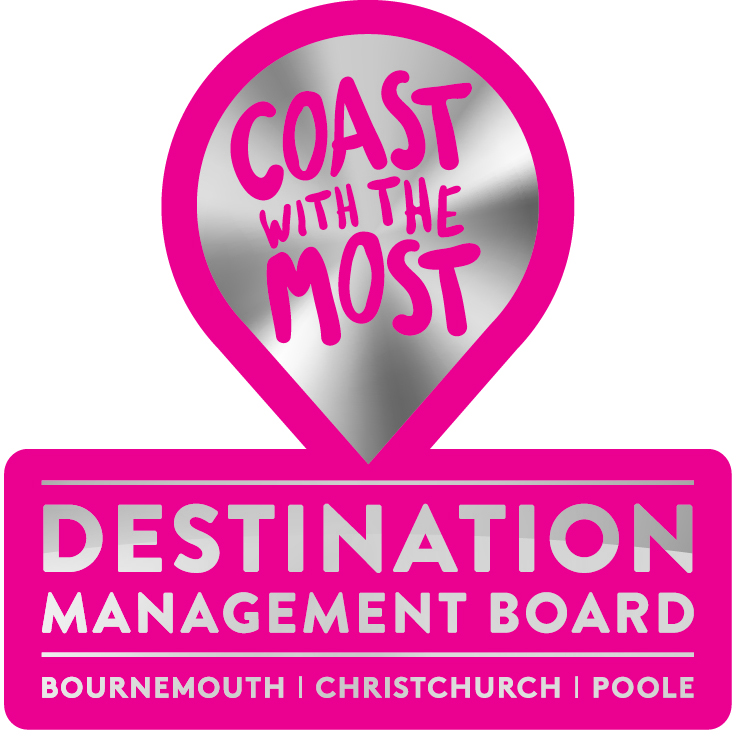 COAST
WITH THE
MOST
DESTINATION
MANAGEMENT BOARD
BOURNEMOUTH | CHRISTCHURCH | POOLE